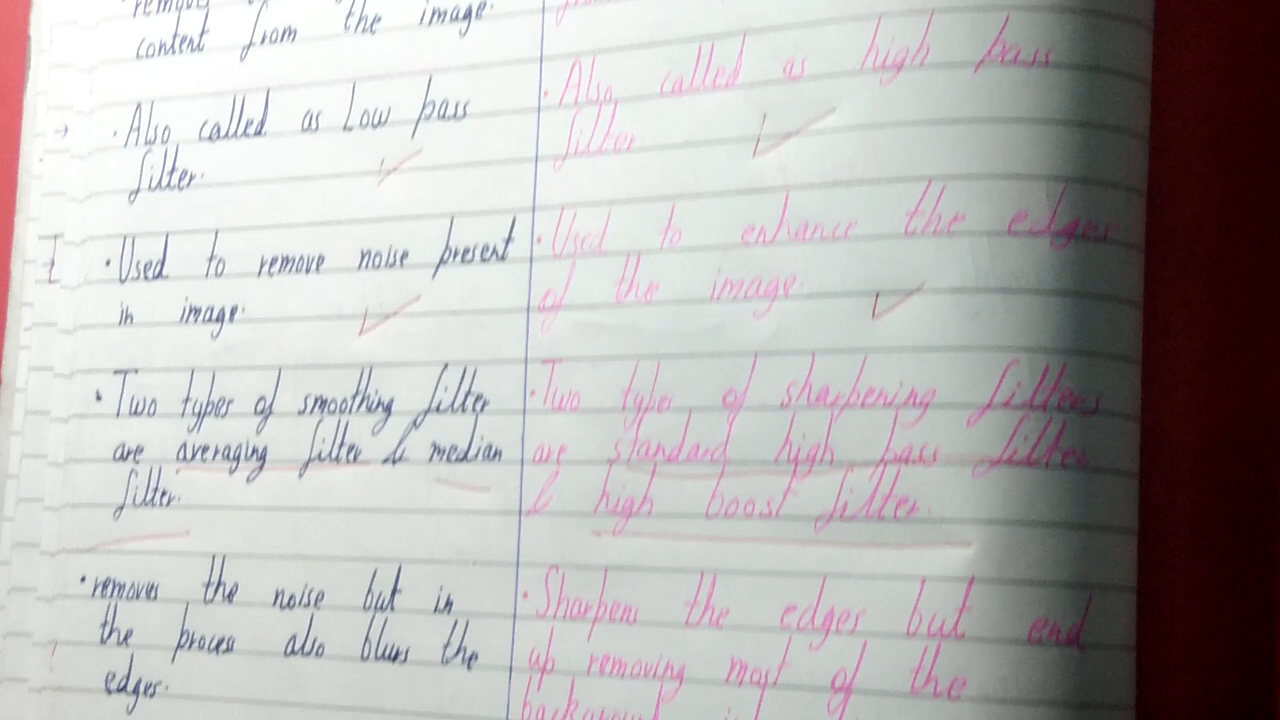 remove
content from the image.
· Also called as Low pass
filter.
· Used to remove noise present
in image.
· Two types of smoothing filter
are averaging filter & median
filter.
· removes the noise but in
the process also blurs the
edges.
· Also called as high pass
filter
· Used to enhance the edges
of the image.
· Two types of sharpening filters
are standard high pass filter
& high boost filter.
· Sharpens the edges but end
up removing most of the
background